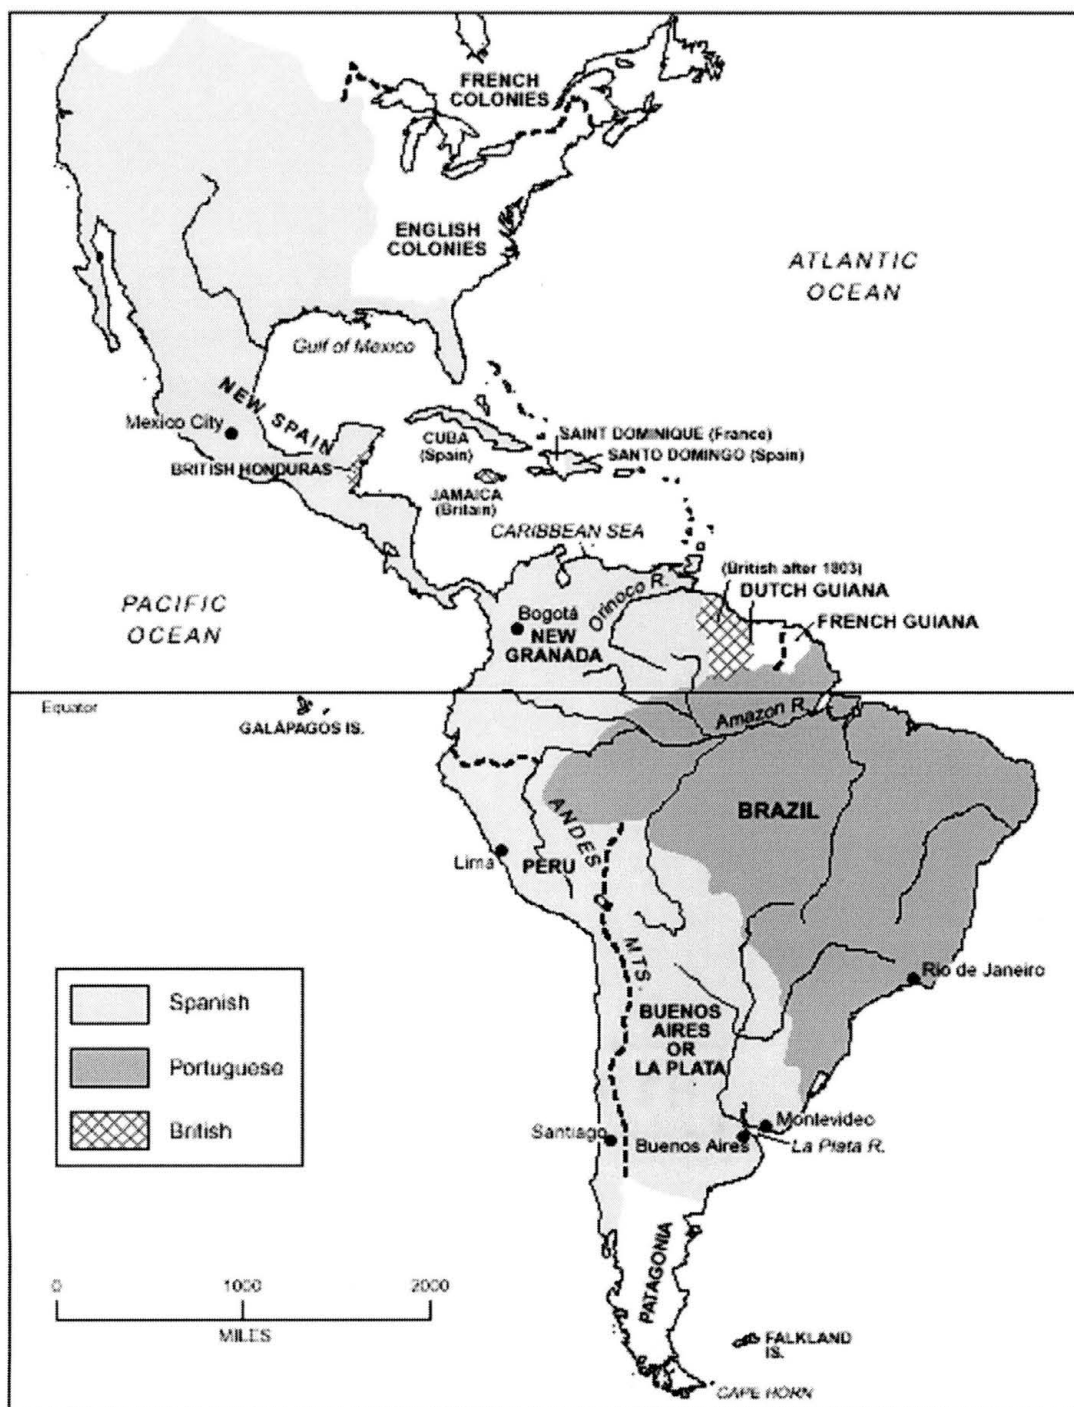 FRENCH
COLONIES
ENGLISH
COLONIES
ATLANTIC
OCEAN
Gulf of Mexico
NEW SPAIN
Mexico City
CUBA
(Spain)
SAINT DOMINIQUE (France)
SANTO DOMINGO (Spain)
BRITISH HONDURAS
JAMAICA
(Britain)
CARIBBEAN SEA
(British after 1803)
DUTCH GUIANA
FRENCH GUIANA
Orinoco R.
PACIFIC
OCEAN
Bogotá
NEW
GRANADA
Equator
GALÁPAGOS IS.
Amazon R.
BRAZIL
ANDES
MTS.
Lima
PERU
Rio de Janeiro
BUENOS
AIRES
OR
LA PLATA
Spanish
Portuguese
British
Santiago
Buenos Aires
Montevideo
La Plata R.
PATAGONIA
0
1000
2000
MILES
FALKLAND
IS.
CAPE HORN